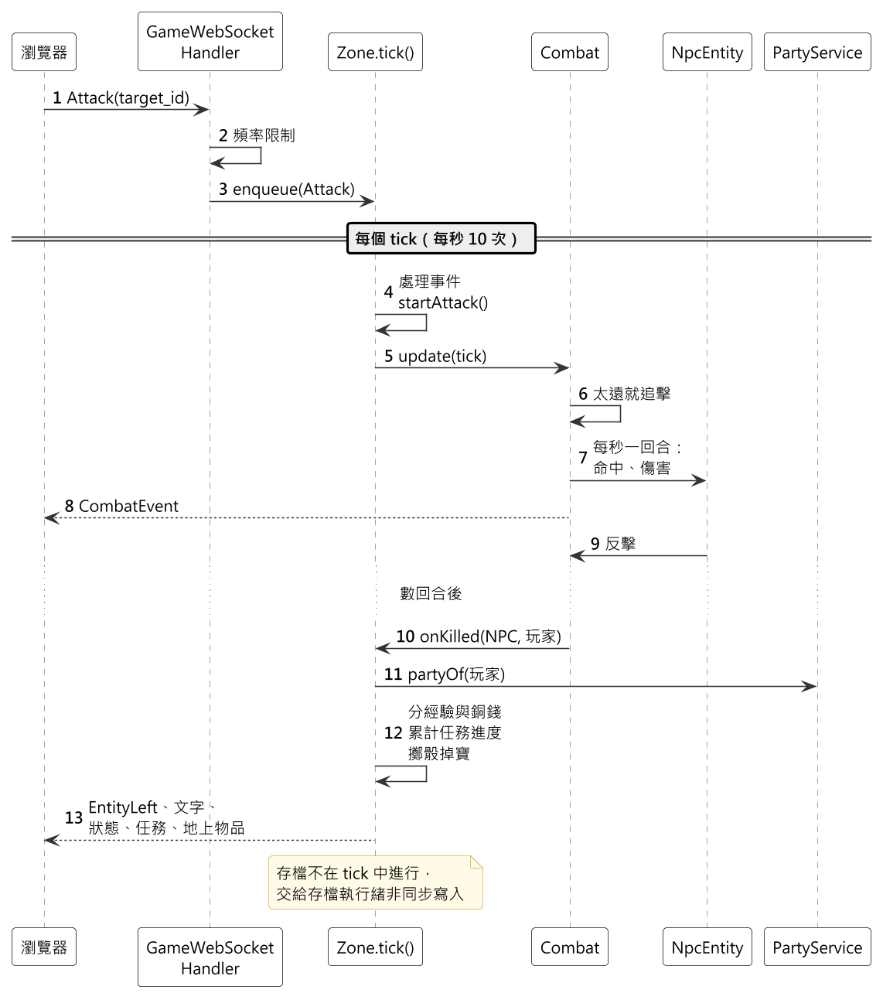 瀏覽器
GameWebSocket
Handler
Zone.tick()
Combat
NpcEntity
PartyService
1 Attack(target_id)
2 頻率限制
3 enqueue(Attack)
每個 tick（每秒 10 次）
4 處理事件
startAttack()
5 update(tick)
6 太遠就追擊
7 每秒一回合：
命中、傷害
8 CombatEvent
9 反擊
數回合後
10 onKilled(NPC, 玩家)
11 partyOf(玩家)
12 分經驗與銅錢
累計任務進度
擲骰掉寶
13 EntityLeft、文字、
狀態、任務、地上物品
存檔不在 tick 中進行，
交給存檔執行緒非同步寫入
瀏覽器
GameWebSocket
Handler
Zone.tick()
Combat
NpcEntity
PartyService